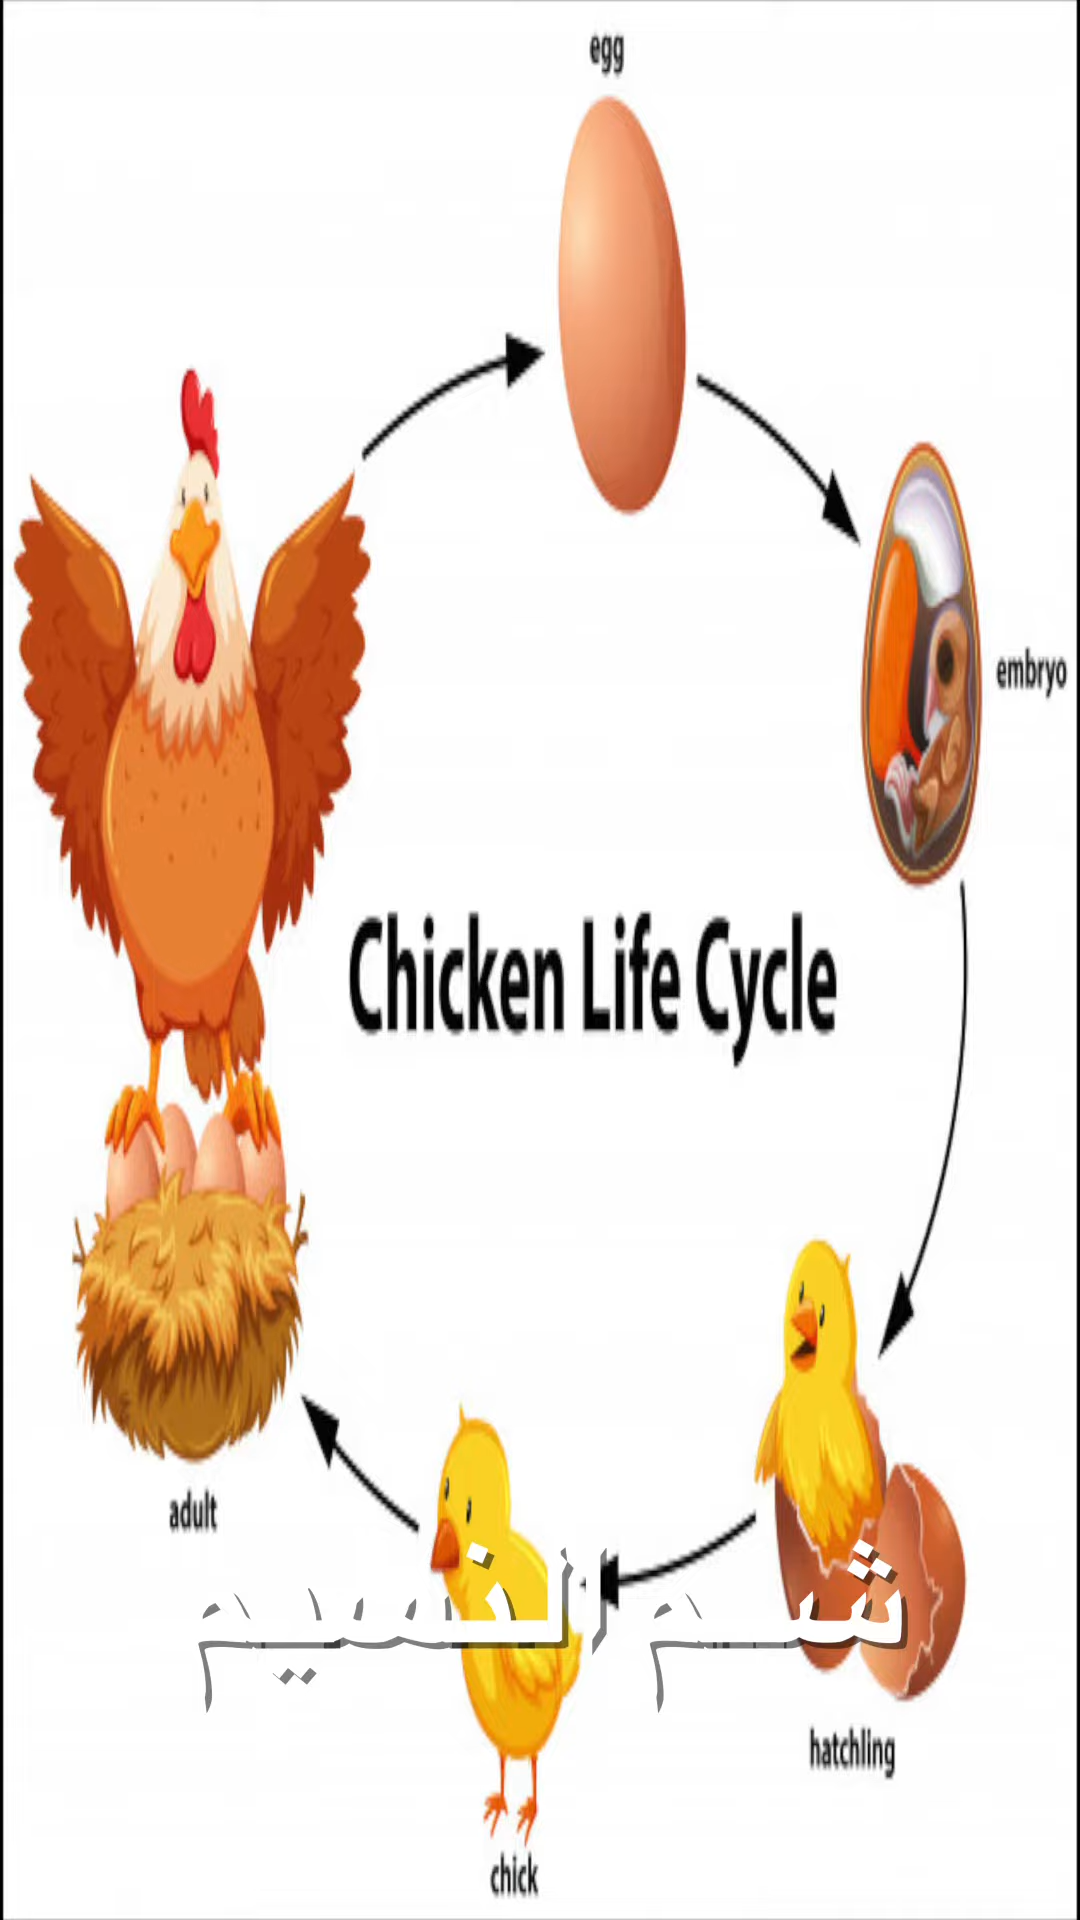 egg
embryo
Chicken Life Cycle
adult
شم النسيم
hatchling
chick